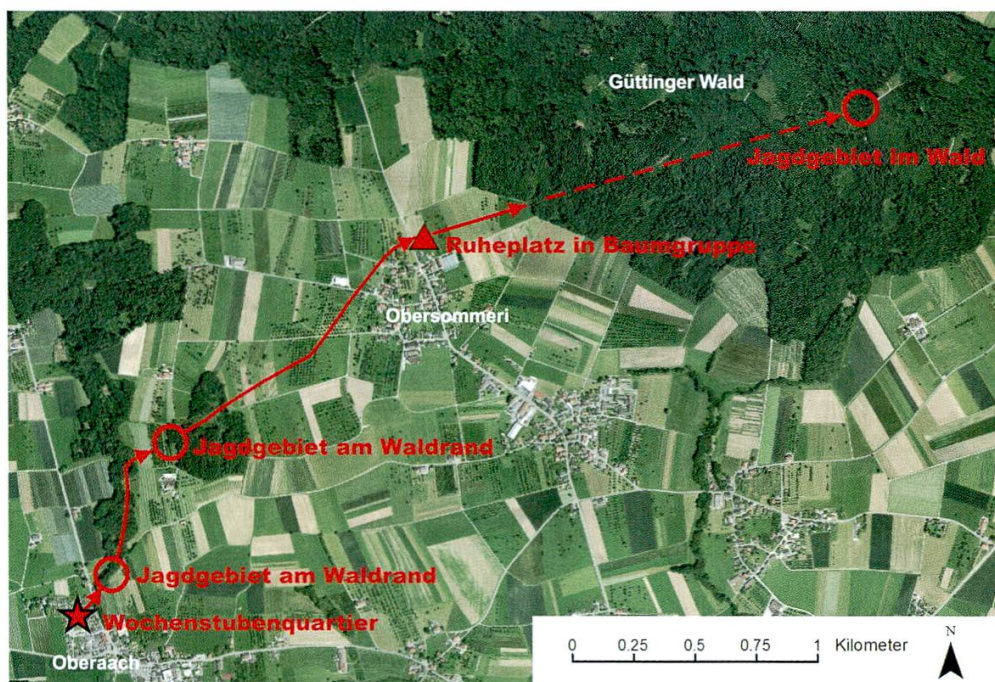 Güttinger Wald
Jagdgebiet im Wald
Ruheplatz in Baumgruppe
Obersommeri
Jagdgebiet am Waldrand
Jagdgebiet am Waldrand
Wochenstubenquartier
Oberaach
0 0.25 0.5 0.75 1 Kilometer
N